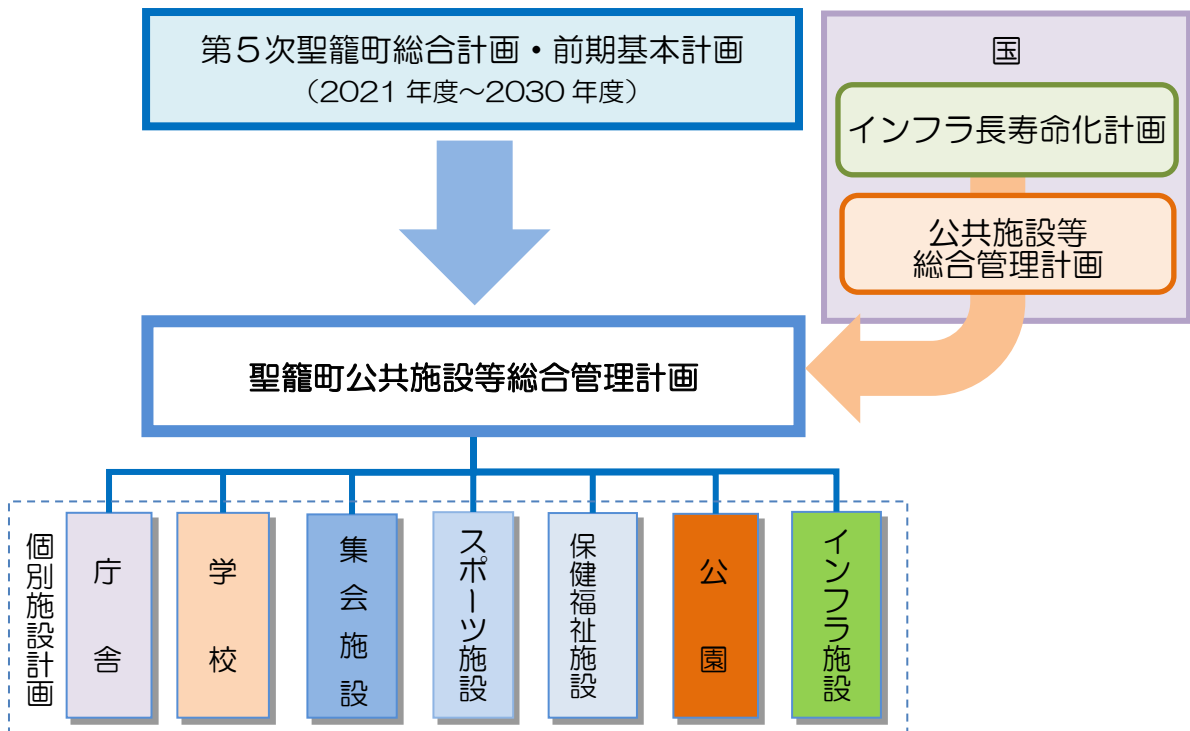 第5次聖籠町総合計画・前期基本計画
（2021 年度～2030 年度）
国
インフラ長寿命化計画
公共施設等
総合管理計画
聖籠町公共施設等総合管理計画
個別施設計画
庁舎
学校
集会施設
スポーツ施設
保健福祉施設
公園
インフラ施設